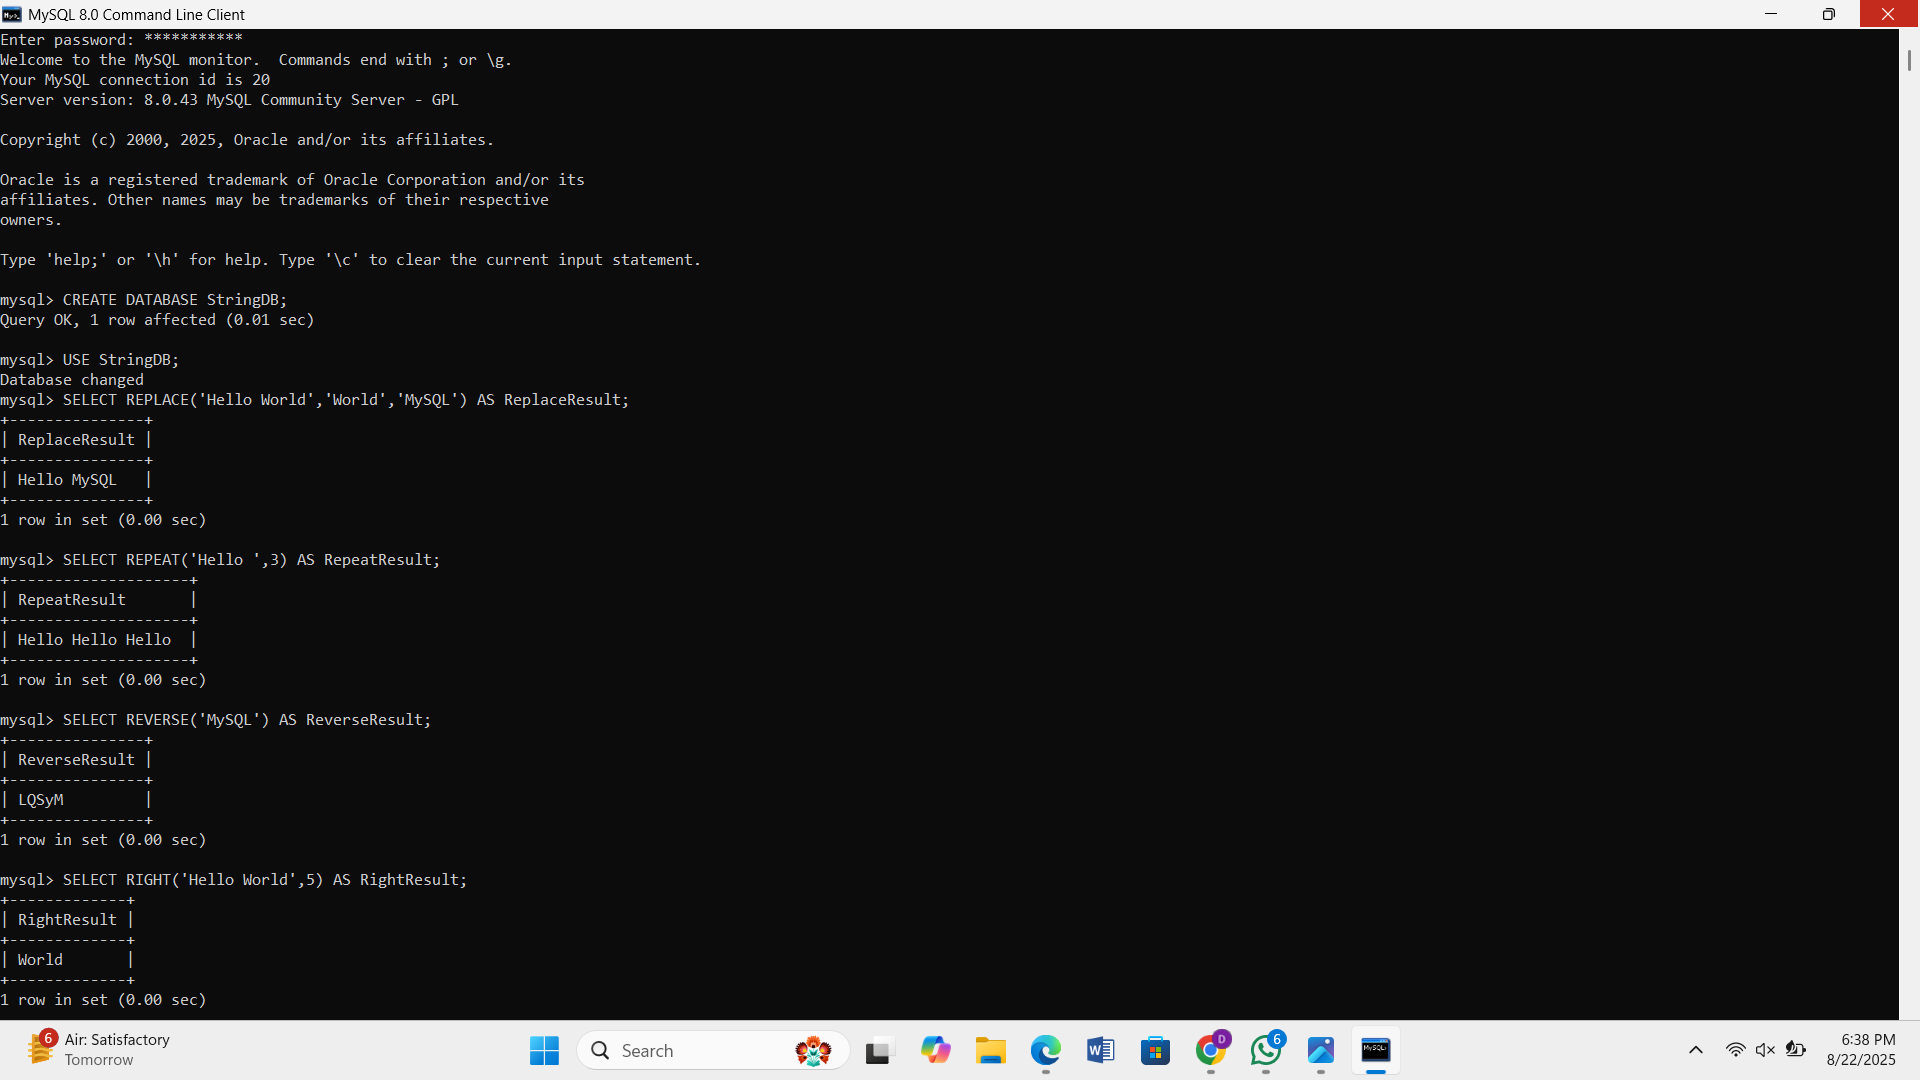 MySQL 8.0 Command Line Client
Enter password: ***********
Welcome to the MySQL monitor.  Commands end with ; or \g.
Your MySQL connection id is 20
Server version: 8.0.43 MySQL Community Server - GPL

Copyright (c) 2000, 2025, Oracle and/or its affiliates.

Oracle is a registered trademark of Oracle Corporation and/or its
affiliates. Other names may be trademarks of their respective
owners.

Type 'help;' or '\h' for help. Type '\c' to clear the current input statement.

mysql> CREATE DATABASE StringDB;
Query OK, 1 row affected (0.01 sec)

mysql> USE StringDB;
Database changed
mysql> SELECT REPLACE('Hello World','World','MySQL') AS ReplaceResult;
+---------------+
| ReplaceResult |
+---------------+
| Hello MySQL   |
+---------------+
1 row in set (0.00 sec)

mysql> SELECT REPEAT('Hello ',3) AS RepeatResult;
+--------------------+
| RepeatResult       |
+--------------------+
| Hello Hello Hello  |
+--------------------+
1 row in set (0.00 sec)

mysql> SELECT REVERSE('MySQL') AS ReverseResult;
+---------------+
| ReverseResult |
+---------------+
| LQSyM         |
+---------------+
1 row in set (0.00 sec)

mysql> SELECT RIGHT('Hello World',5) AS RightResult;
+-------------+
| RightResult |
+-------------+
| World       |
+-------------+
1 row in set (0.00 sec)
6
Air: Satisfactory
Tomorrow
Search
W
D
6
MySQL
6:38 PM
8/22/2025